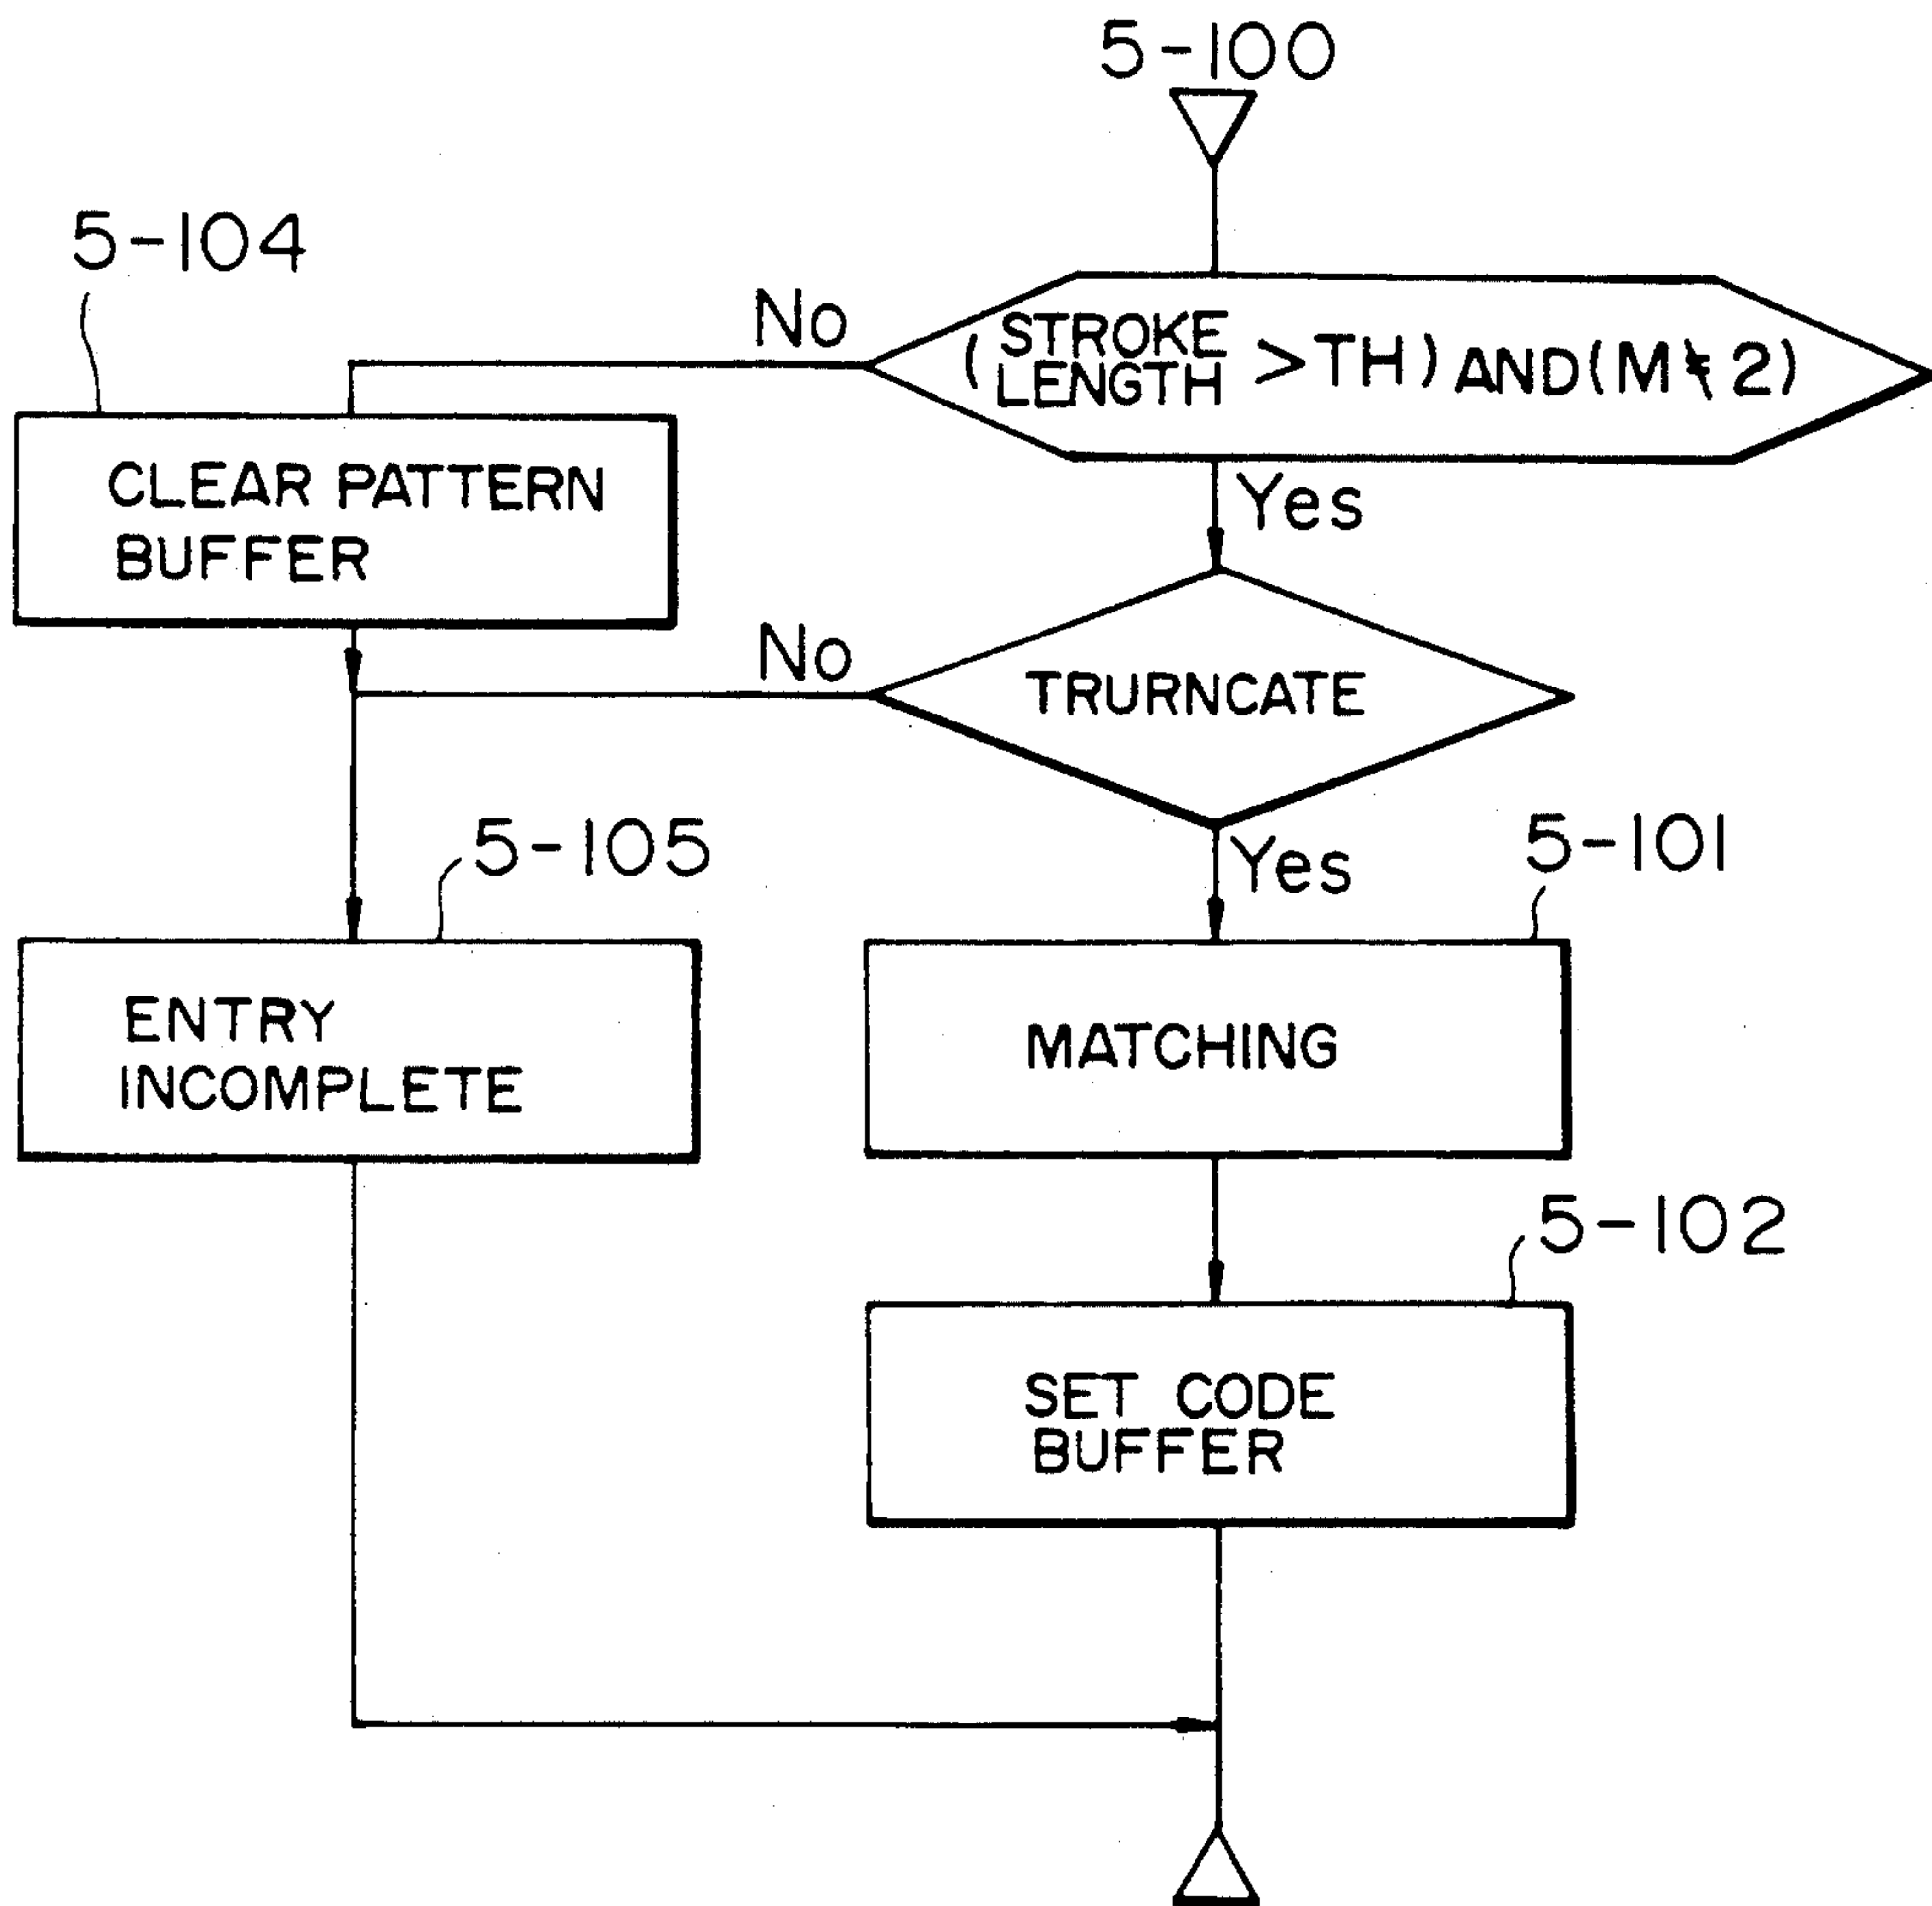 5-100
5-104
No
(STROKE LENGTH > TH) AND (M ≠ 2)
CLEAR PATTERN
BUFFER
Yes
No
TRURNCATE
5-105
Yes
5-101
ENTRY
INCOMPLETE
MATCHING
5-102
SET CODE
BUFFER